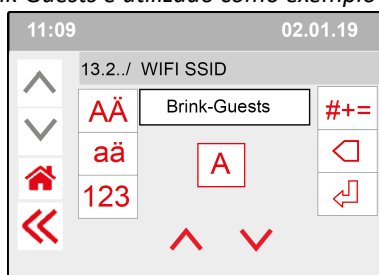 k-Guests é utilizado como exemplo
11:09 02.01.19
13.2../ WIFI SSID
AÄ Brink-Guests #+=
aä A
123